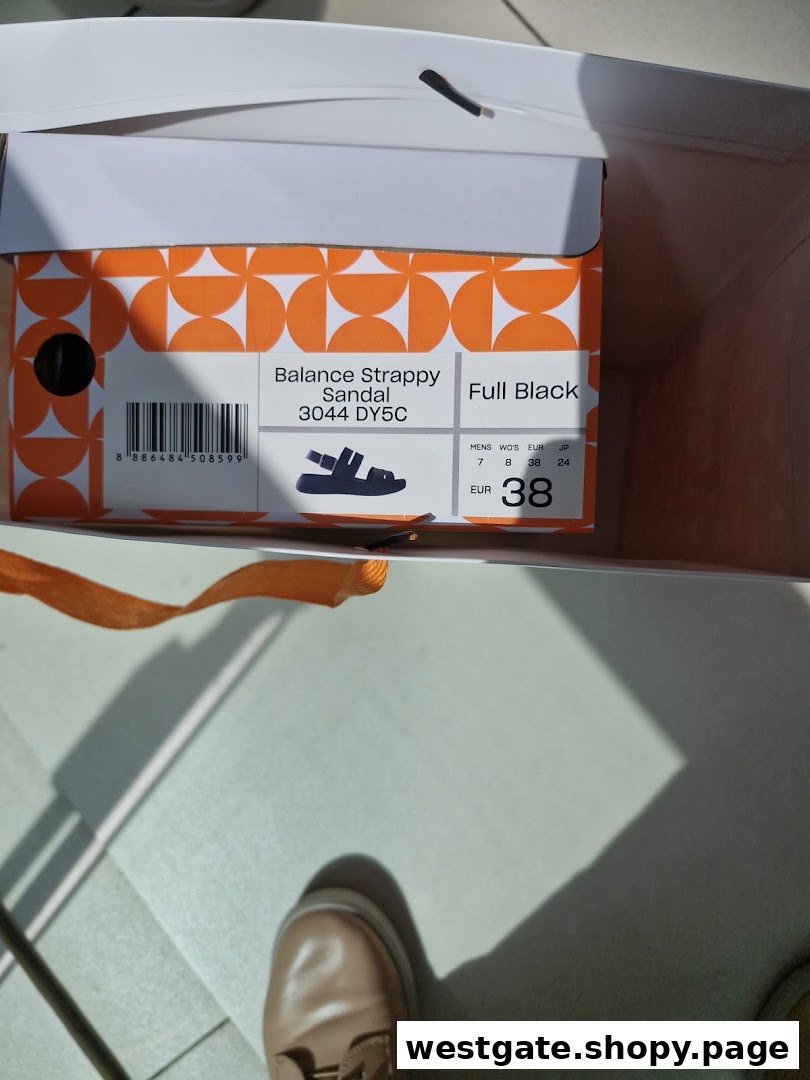 Balance Strappy
Sandal
3044 DY5C
Full Black
8 886484 508599
MENS WO'S EUR JP
7 8 38 24
EUR 38
westgate.shopy.page